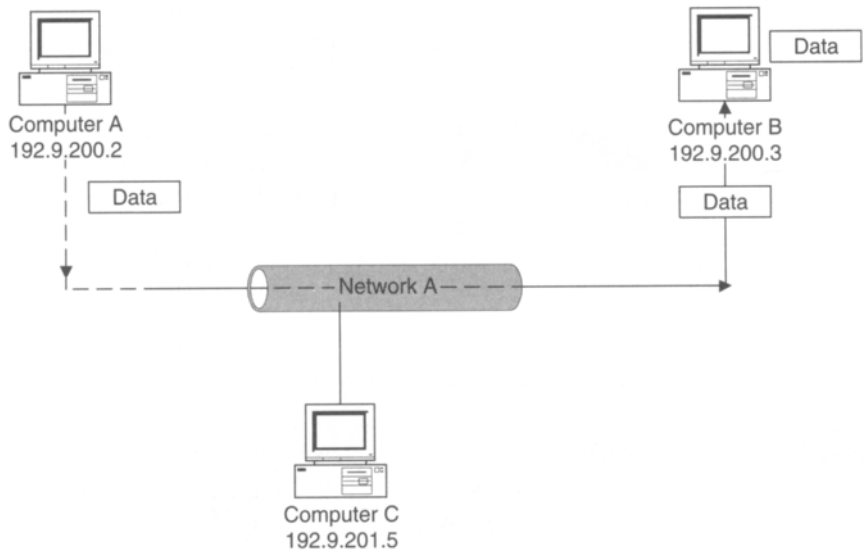 Data
Computer A
192.9.200.2
Computer B
192.9.200.3
Data
Data
Network A
Computer C
192.9.201.5